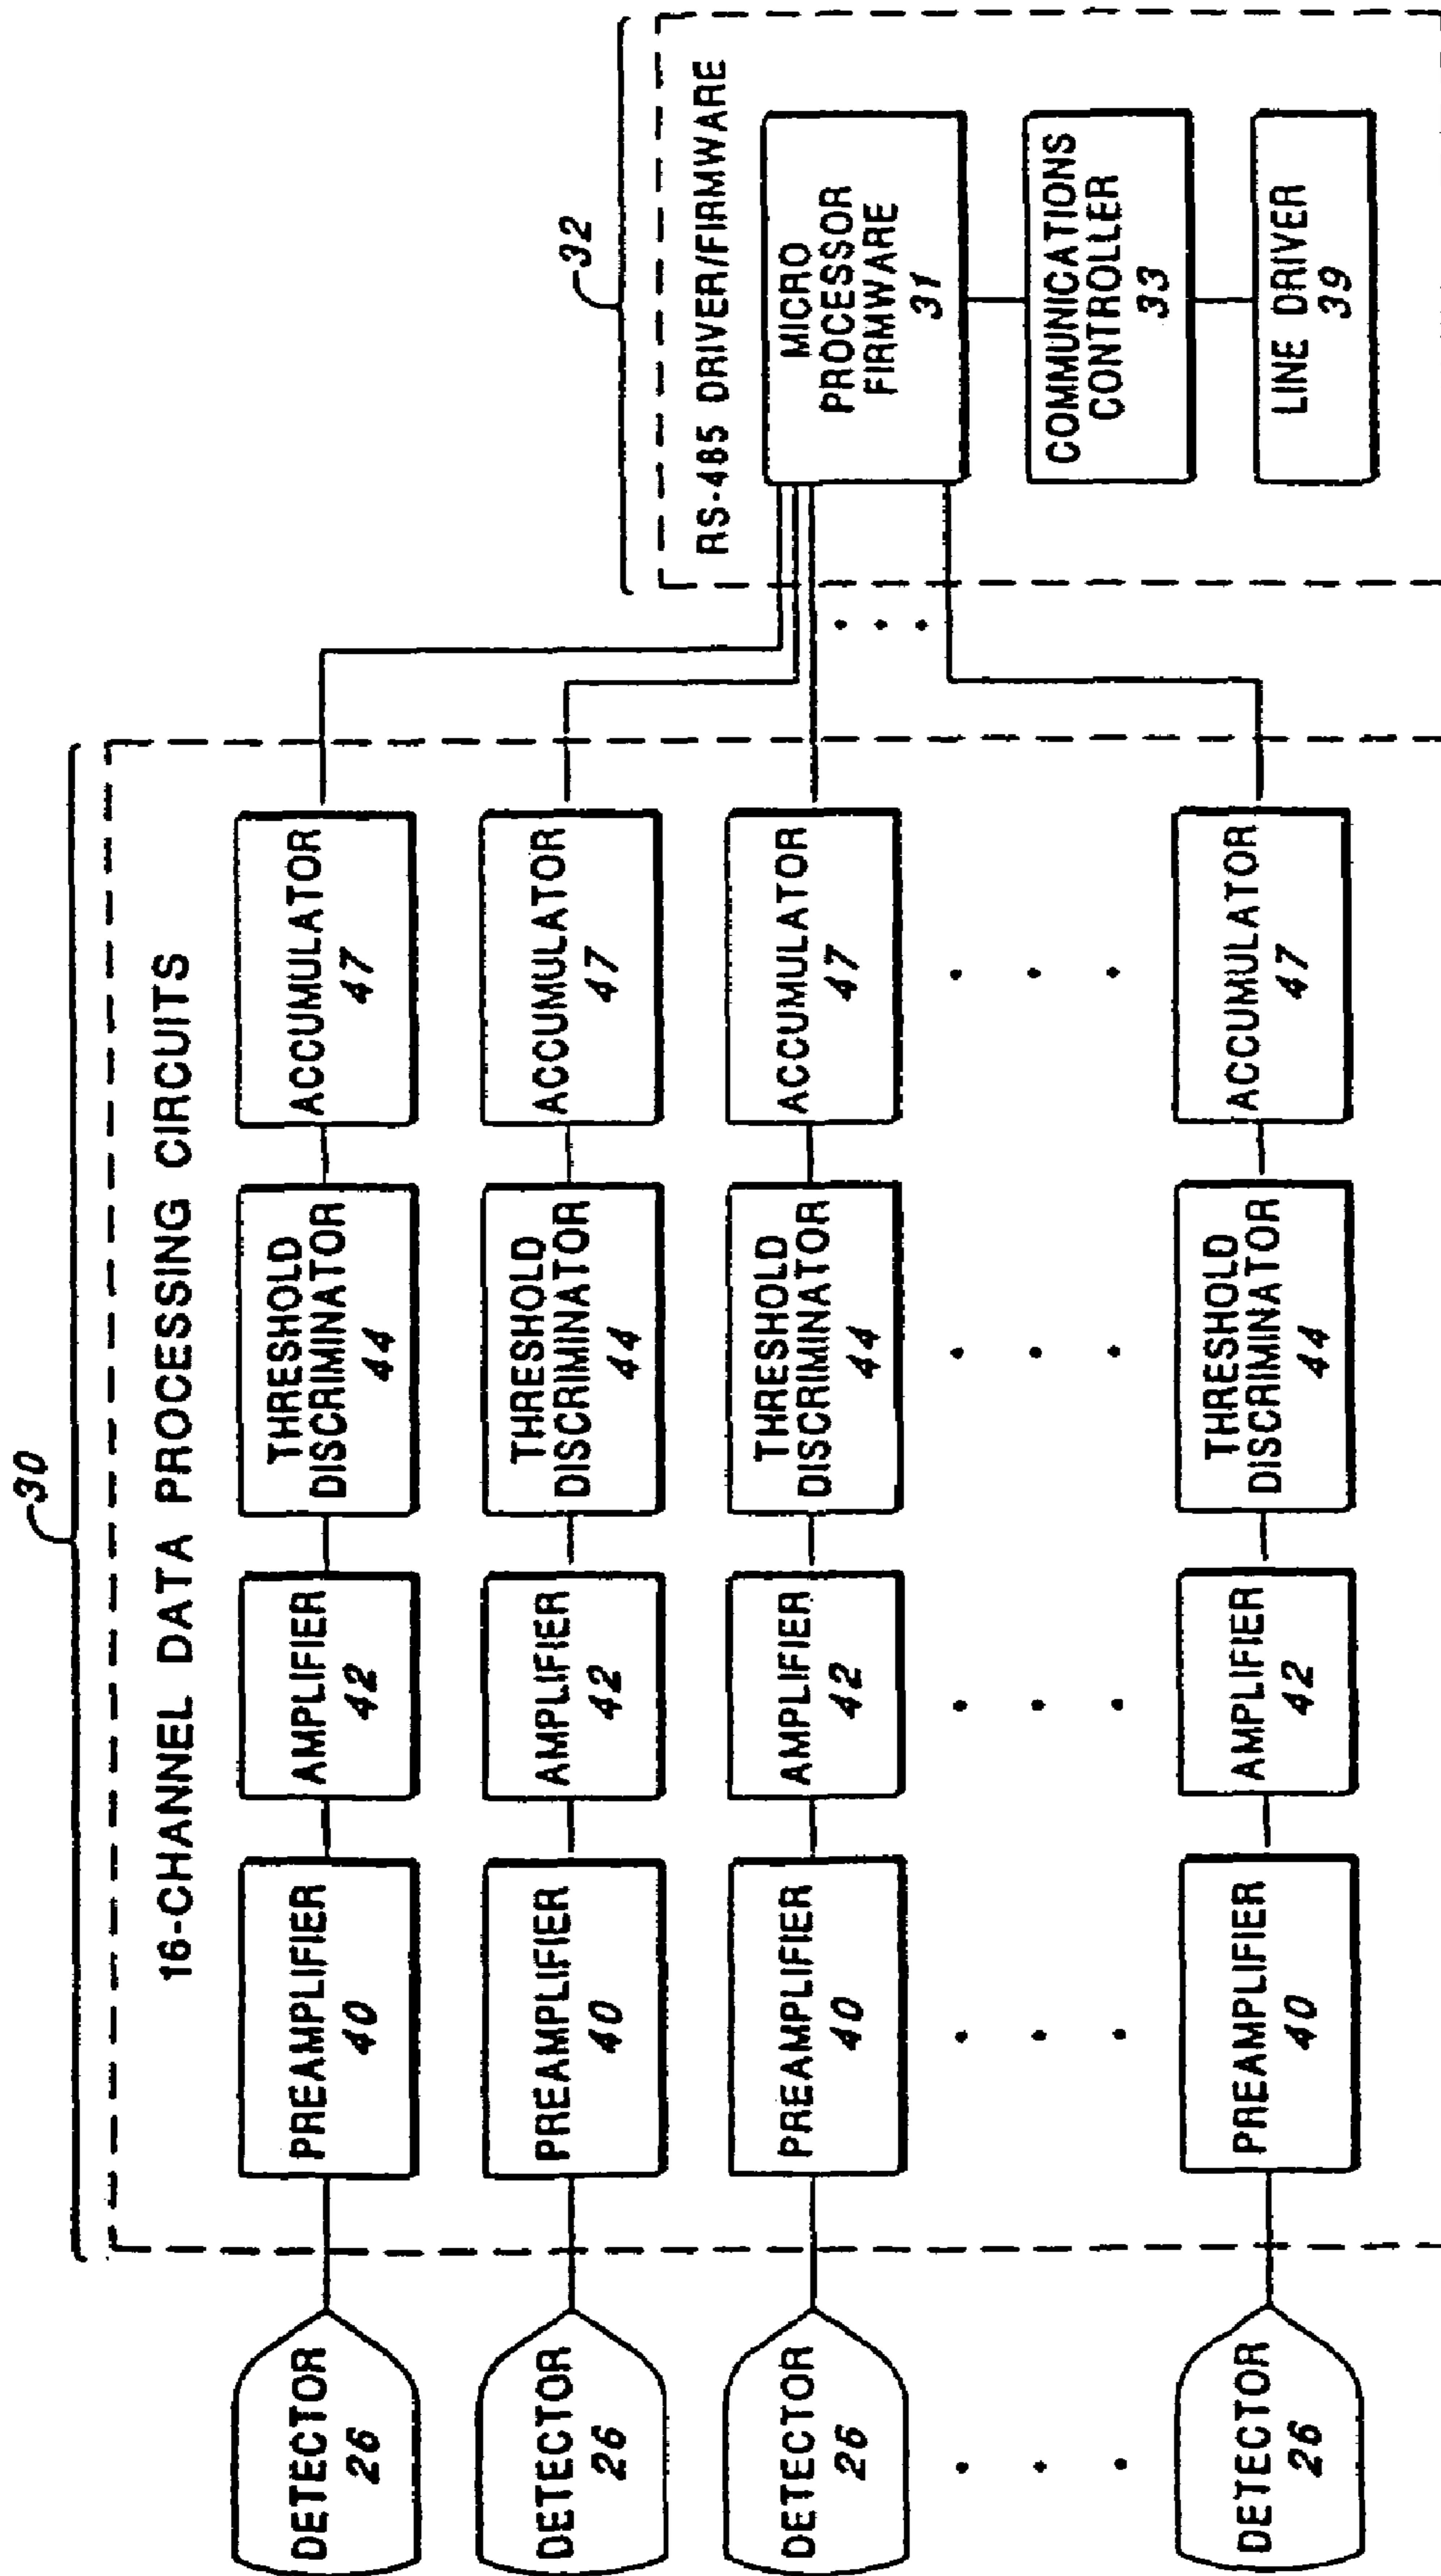 30
16-CHANNEL DATA PROCESSING CIRCUITS
32
RS-485 DRIVER/FIRMWARE
DETECTOR
26
PREAMPLIFIER
40
AMPLIFIER
42
THRESHOLD
DISCRIMINATOR
44
ACCUMULATOR
47
DETECTOR
26
PREAMPLIFIER
40
AMPLIFIER
42
THRESHOLD
DISCRIMINATOR
44
ACCUMULATOR
47
DETECTOR
26
PREAMPLIFIER
40
AMPLIFIER
42
THRESHOLD
DISCRIMINATOR
44
ACCUMULATOR
47
DETECTOR
26
PREAMPLIFIER
40
AMPLIFIER
42
THRESHOLD
DISCRIMINATOR
44
ACCUMULATOR
47
MICRO
PROCESSOR
FIRMWARE
31
COMMUNICATIONS
CONTROLLER
33
LINE DRIVER
39